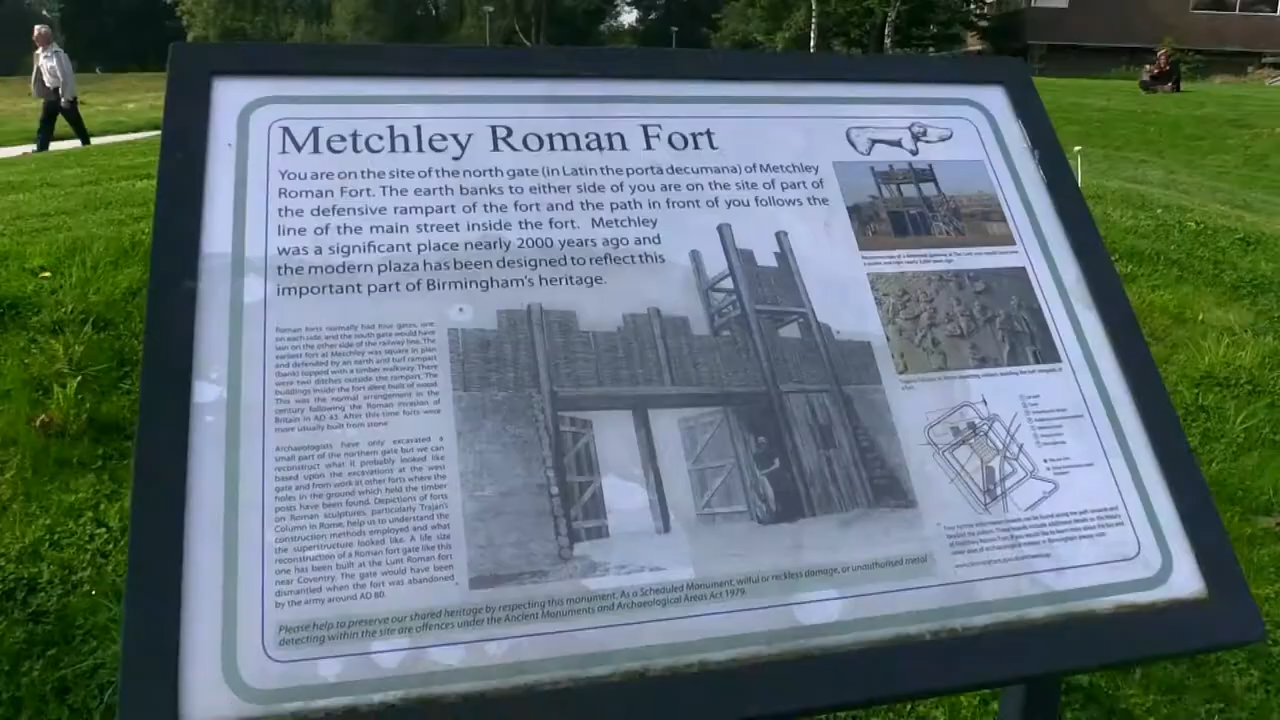 Metchley Roman Fort
You are on the site of the north gate (in Latin the porta decumana) of Metchley
Roman Fort. The earth banks to either side of you are on the site of part of
the defensive rampart of the fort and the path in front of you follows the
line of the main street inside the fort. Metchley
was a significant place nearly 2000 years ago and
the modern plaza has been designed to reflect this
important part of Birmingham's heritage.
Roman forts normally had four gates, one
on each side, and the south gate would have
lain on the other side of the railway line. The
earliest fort at Metchley was square in plan
and defended by an earth and turf rampart
(bank) topped with a timber walkway. There
were two ditches outside the rampart. The
buildings inside the fort were built of wood.
This was the normal arrangement in the
century following the Roman invasion of
Britain in AD 43. After this time forts were
more usually built from stone.
Archaeologists have only excavated a
small part of the northern gate but we can
reconstruct what it probably looked like
based upon the excavations at the west
gate and from work at other forts where the
holes in the ground which held the timber
posts have been found. Depictions of forts
on Roman sculptures, particularly Trajan's
Column in Rome, help us to understand the
construction methods employed and what
the superstructure looked like. A life size
reconstruction of a Roman fort gate like this
one has been built at the Lunt Roman fort
near Coventry. The gate would have been
dismantled when the fort was abandoned
by the army around AD 80.
Please help to preserve our shared heritage by respecting this monument. As a Scheduled Monument, wilful or reckless damage, or unauthorised metal
detecting within the site are offences under the Ancient Monuments and Archaeological Areas Act 1979.